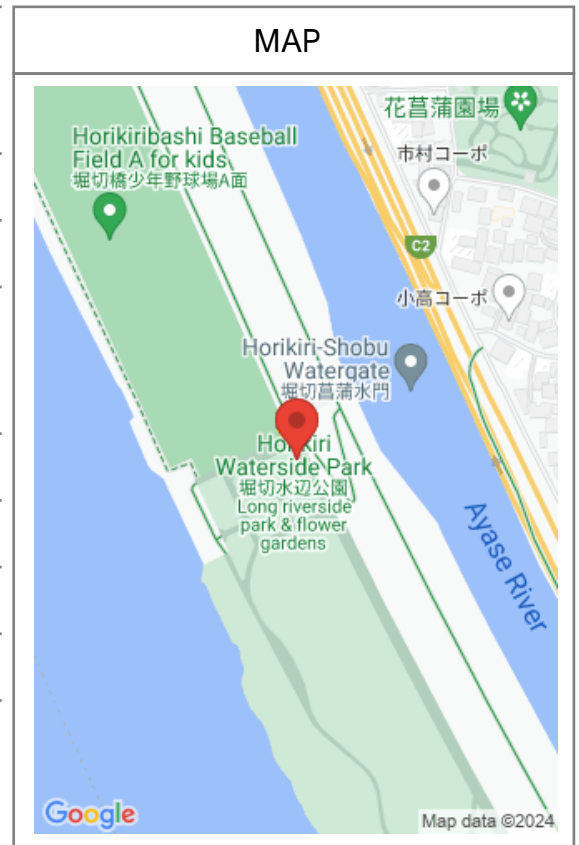 MAP
花菖蒲園場
Horikiribashi Baseball
Field A for kids
堀切橋少年野球場A面
市村コーポ
C2
小高コーポ
Horikiri-Shobu
Watergate
堀切菖蒲水門
Horikiri
Waterside Park
堀切水辺公園
Long riverside
park & flower
gardens
Ayase River
Google
Map data ©2024